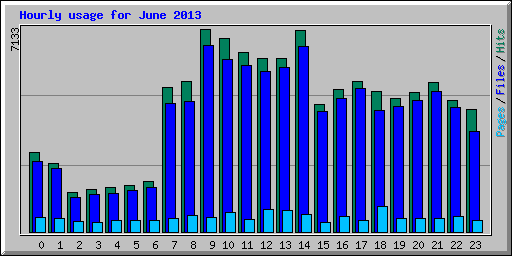 Hourly usage for June 2013
7133
Pages/Files/Hits
0 1 2 3 4 5 6 7 8 9 10 11 12 13 14 15 16 17 18 19 20 21 22 23